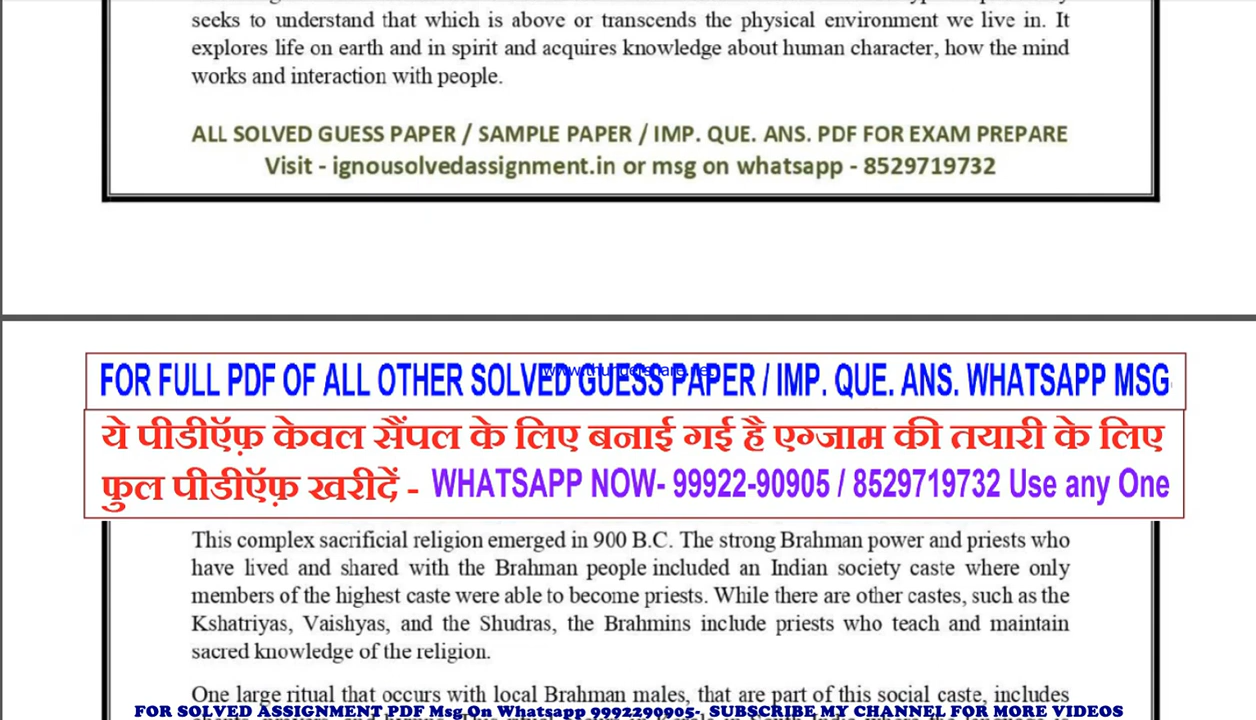 seeks to understand that which is above or transcends the physical environment we live in. It
explores life on earth and in spirit and acquires knowledge about human character, how the mind
works and interaction with people.
ALL SOLVED GUESS PAPER / SAMPLE PAPER / IMP. QUE. ANS. PDF FOR EXAM PREPARE
Visit - ignousolvedassignment.in or msg on whatsapp - 8529719732
FOR FULL PDF OF ALL OTHER SOLVED GUESS PAPER / IMP. QUE. ANS. WHATSAPP MSG
www.thundershare.net
ये पीडीऍफ़ केवल सैंपल के लिए बनाई गई है एग्जाम की तयारी के लिए
फुल पीडीऍफ़ खरीदें - WHATSAPP NOW- 99922-90905 / 8529719732 Use any One
This complex sacrificial religion emerged in 900 B.C. The strong Brahman power and priests who
have lived and shared with the Brahman people included an Indian society caste where only
members of the highest caste were able to become priests. While there are other castes, such as the
Kshatriyas, Vaishyas, and the Shudras, the Brahmins include priests who teach and maintain
sacred knowledge of the religion.
One large ritual that occurs with local Brahman males, that are part of this social caste, includes
FOR SOLVED ASSIGNMENT PDF Msg On Whatsapp 9992290905-, SUBSCRIBE MY CHANNEL FOR MORE VIDEOS